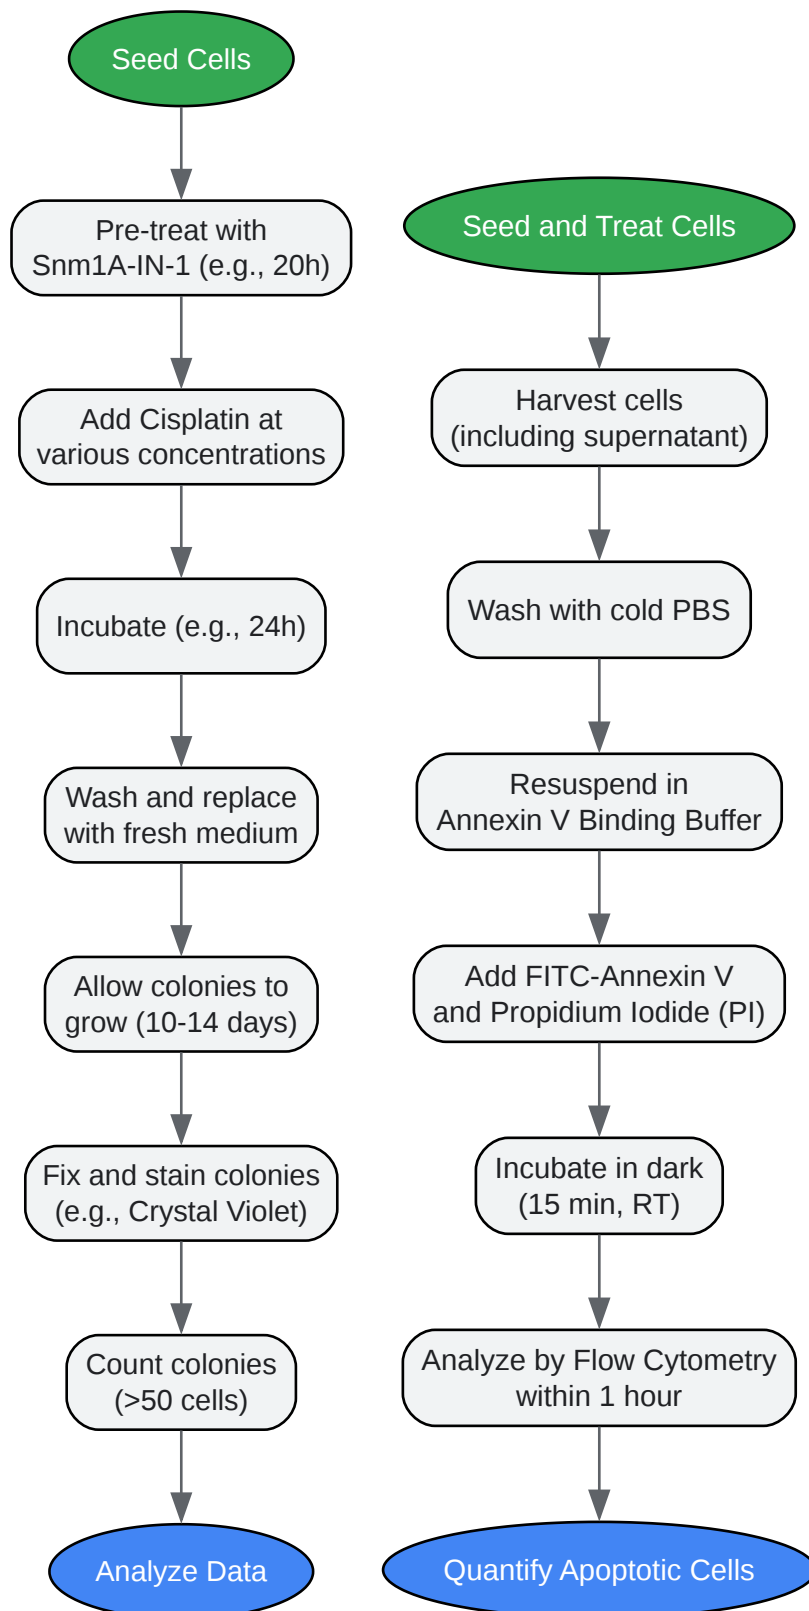 Seed Cells
Pre-treat with
Snm1A-IN-1 (e.g., 20h)
Add Cisplatin at
various concentrations
Incubate (e.g., 24h)
Wash and replace
with fresh medium
Allow colonies to
grow (10-14 days)
Fix and stain colonies
(e.g., Crystal Violet)
Count colonies
(>50 cells)
Analyze Data
Seed and Treat Cells
Harvest cells
(including supernatant)
Wash with cold PBS
Resuspend in
Annexin V Binding Buffer
Add FITC-Annexin V
and Propidium Iodide (PI)
Incubate in dark
(15 min, RT)
Analyze by Flow Cytometry
within 1 hour
Quantify Apoptotic Cells